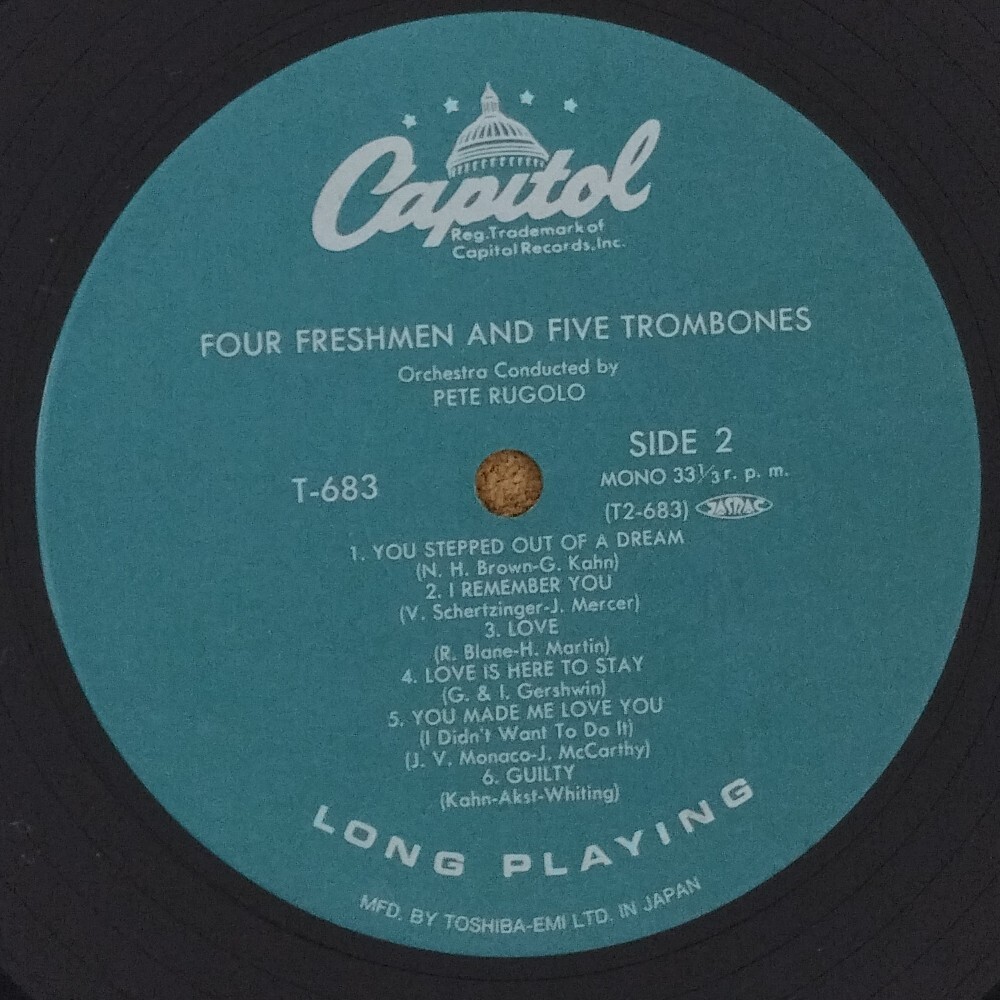 Capitol
Reg. Trademark of
Capitol Records, Inc.
FOUR FRESHMEN AND FIVE TROMBONES
Orchestra Conducted by
PETE RUGOLO
SIDE 2
T-683
MONO 33⅓ r. p. m.
(T2-683) JASRAC
1. YOU STEPPED OUT OF A DREAM
(N. H. Brown-G. Kahn)
2. I REMEMBER YOU
(V. Schertzinger-J. Mercer)
3. LOVE
(R. Blane-H. Martin)
4. LOVE IS HERE TO STAY
(G. & I. Gershwin)
5. YOU MADE ME LOVE YOU
(I Didn't Want To Do It)
(J. V. Monaco-J. McCarthy)
6. GUILTY
(Kahn-Akst-Whiting)
LONG PLAYING
MFD. BY TOSHIBA-EMI LTD. IN JAPAN